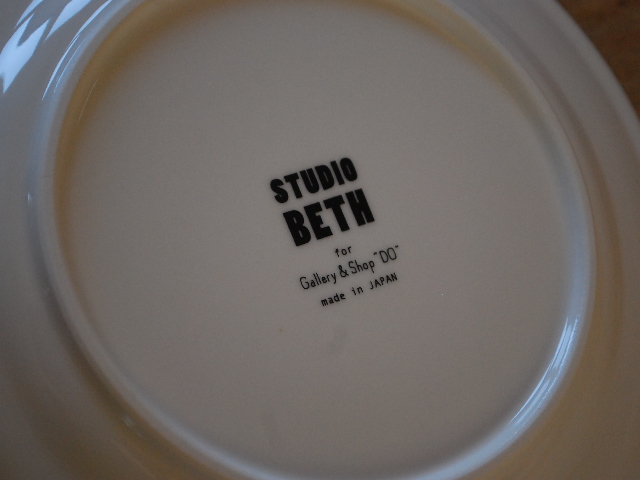 STUDIO
BETH
for
Gallery & Shop "DO"
made in JAPAN